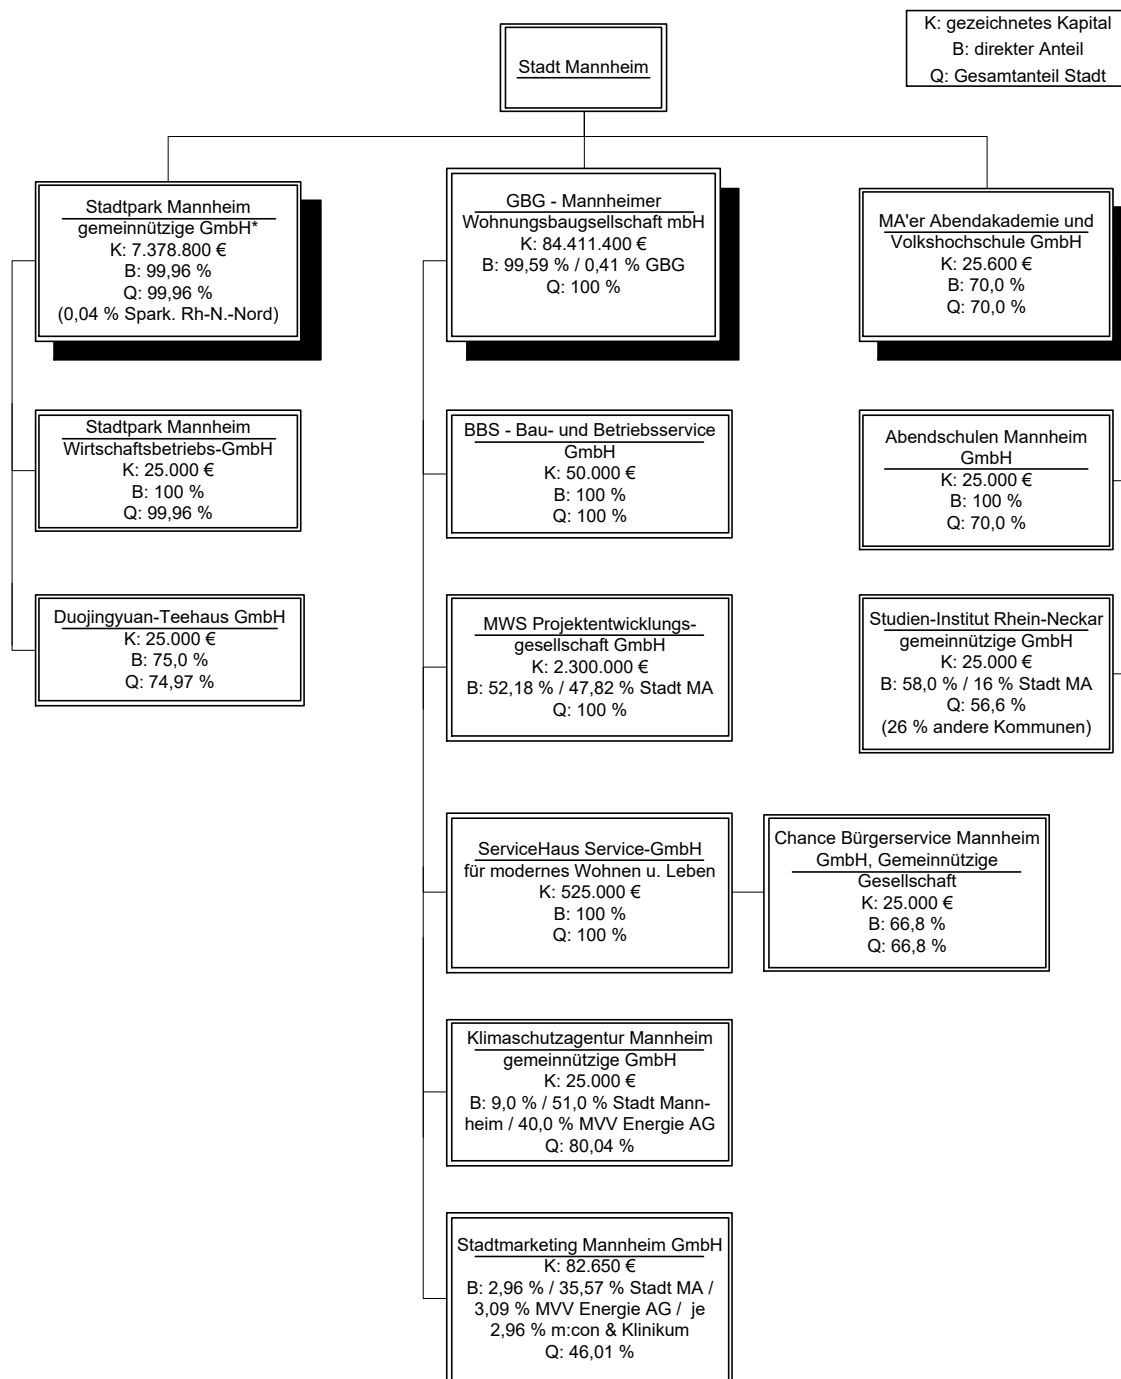 K: gezeichnetes Kapital
B: direkter Anteil
Q: Gesamtanteil Stadt
Stadt Mannheim
Stadtpark Mannheim
gemeinnützige GmbH*
K: 7.378.800 €
B: 99,96 %
Q: 99,96 %
(0,04 % Spark. Rh-N.-Nord)
GBG - Mannheimer
Wohnungsbaugsellschaft mbH
K: 84.411.400 €
B: 99,59 % / 0,41 % GBG
Q: 100 %
MA'er Abendakademie und
Volkshochschule GmbH
K: 25.600 €
B: 70,0 %
Q: 70,0 %
Stadtpark Mannheim
Wirtschaftsbetriebs-GmbH
K: 25.000 €
B: 100 %
Q: 99,96 %
BBS - Bau- und Betriebsservice
GmbH
K: 50.000 €
B: 100 %
Q: 100 %
Abendschulen Mannheim
GmbH
K: 25.000 €
B: 100 %
Q: 70,0 %
Duojingyuan-Teehaus GmbH
K: 25.000 €
B: 75,0 %
Q: 74,97 %
MWS Projektentwicklungs-
gesellschaft GmbH
K: 2.300.000 €
B: 52,18 % / 47,82 % Stadt MA
Q: 100 %
Studien-Institut Rhein-Neckar
gemeinnützige GmbH
K: 25.000 €
B: 58,0 % / 16 % Stadt MA
Q: 56,6 %
(26 % andere Kommunen)
ServiceHaus Service-GmbH
für modernes Wohnen u. Leben
K: 525.000 €
B: 100 %
Q: 100 %
Chance Bürgerservice Mannheim
GmbH, Gemeinnützige
Gesellschaft
K: 25.000 €
B: 66,8 %
Q: 66,8 %
Klimaschutzagentur Mannheim
gemeinnützige GmbH
K: 25.000 €
B: 9,0 % / 51,0 % Stadt Mann-
heim / 40,0 % MVV Energie AG
Q: 80,04 %
Stadtmarketing Mannheim GmbH
K: 82.650 €
B: 2,96 % / 35,57 % Stadt MA /
3,09 % MVV Energie AG / je
2,96 % m:con & Klinikum
Q: 46,01 %